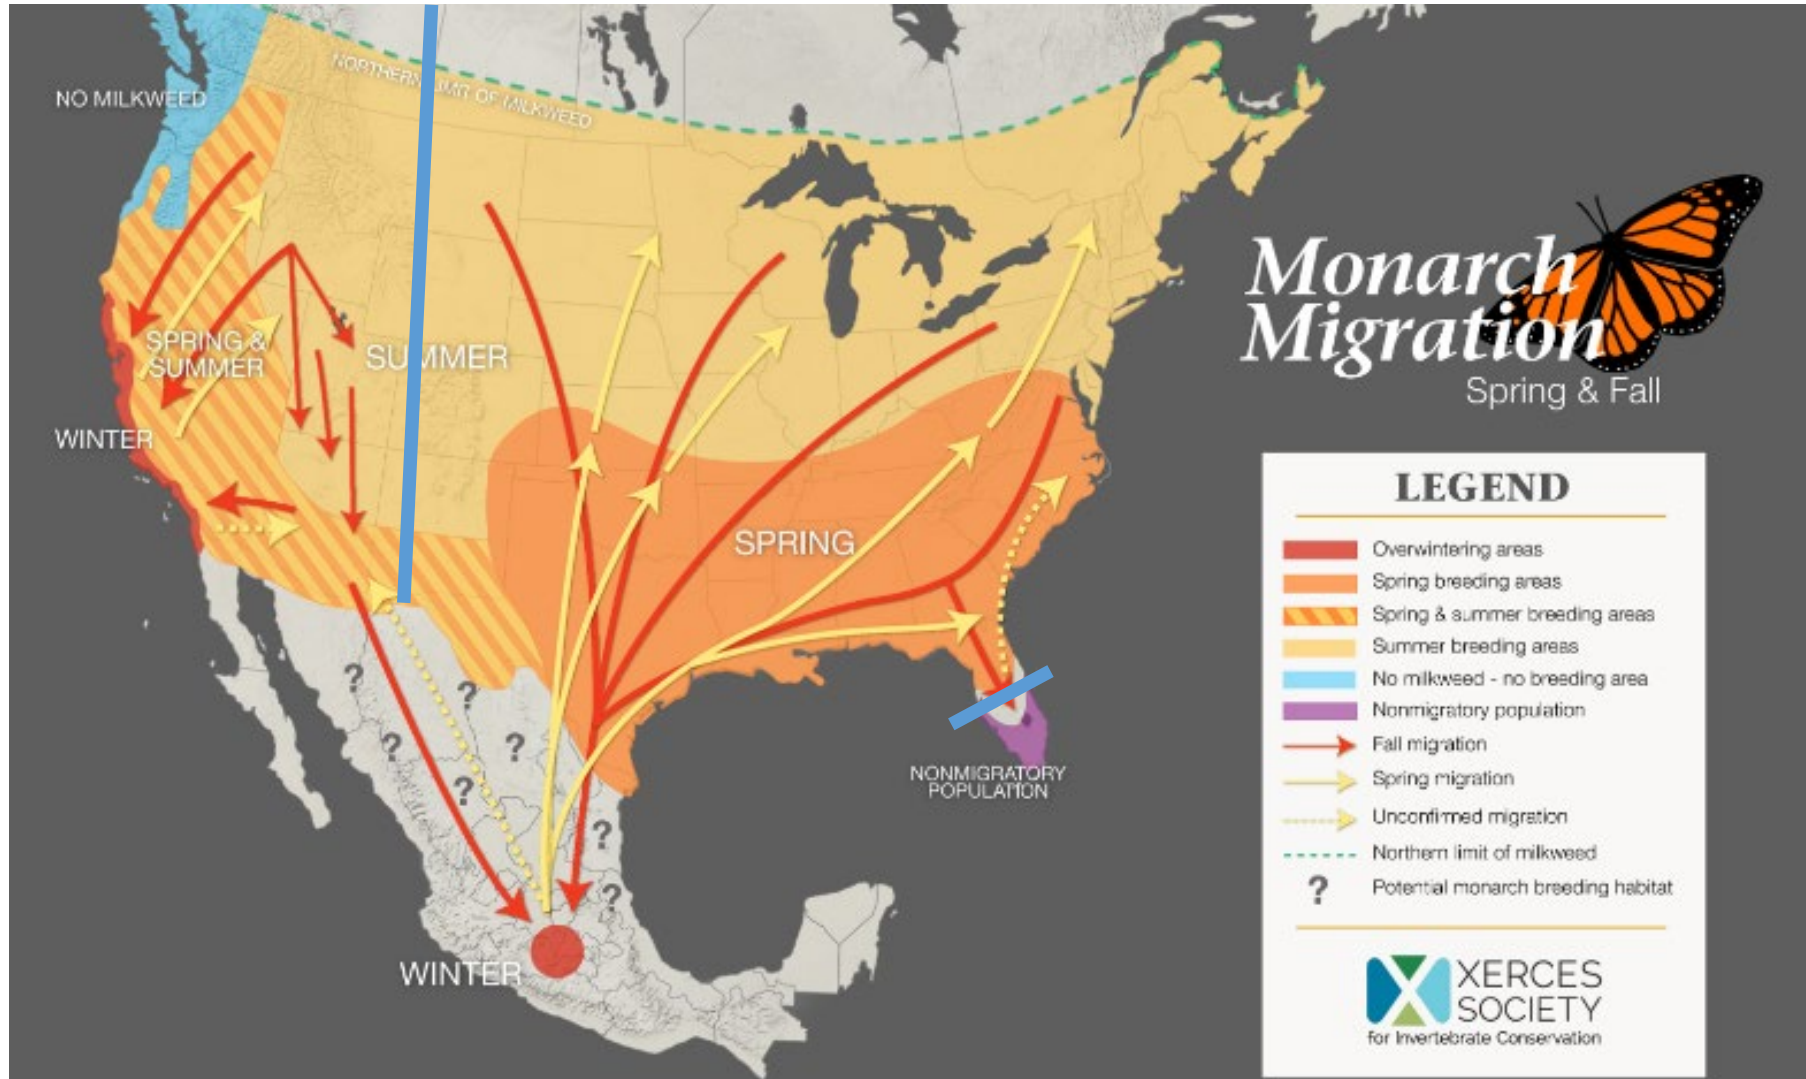 NORTHERN LIMIT OF MILKWEED
NO MILKWEED
Monarch
Migration
Spring & Fall
SPRING &
SUMMER
SUMMER
WINTER
SPRING
NONMIGRATORY
POPULATION
WINTER
?
?
?
?
?
?
?
LEGEND
Overwintering areas
Spring breeding areas
Spring & summer breeding areas
Summer breeding areas
No milkweed - no breeding area
Nonmigratory population
Fall migration
Spring migration
Unconfirmed migration
Northern limit of milkweed
? Potential monarch breeding habitat
XERCES
SOCIETY
for Invertebrate Conservation